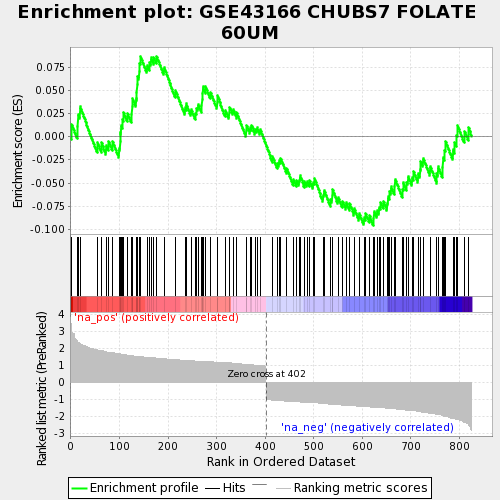 Enrichment plot: GSE43166 CHUBS7 FOLATE
60UM
Enrichment score (ES)
0.075
0.050
0.025
0.000
-0.025
-0.050
-0.075
-0.100
'na_pos' (positively correlated)
Ranked list metric (PreRanked)
4
3
2
1
0
-1
-2
-3
Zero cross at 402
'na_neg' (negatively correlated)
0
100
200
300
400
500
600
700
800
Rank in Ordered Dataset
Enrichment profile
Hits
Ranking metric scores